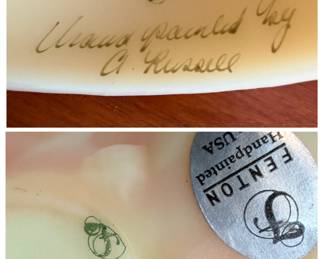 Hand painted by
A. Russell
FENTON
Handpainted
USA